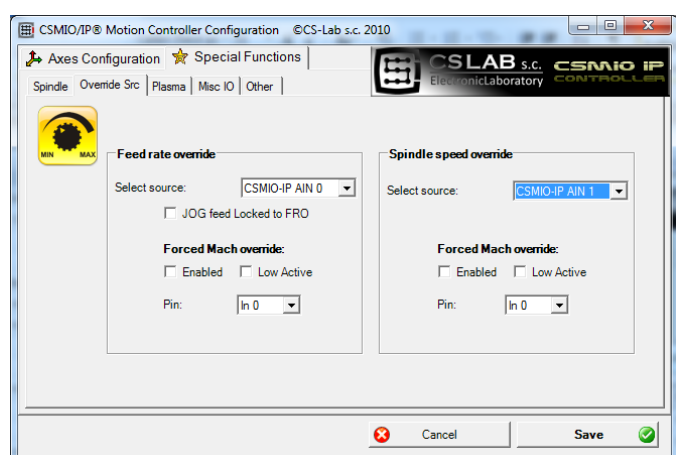 CSMIO/IP® Motion Controller Configuration ©CS-Lab s.c. 2010
Axes Configuration Special Functions
CSLAB s.c.
ElectronicLaboratory
CSMIO IP
CONTROLLER
Spindle Override Src Plasma Misc IO Other
MIN MAX
Feed rate override
Select source: CSMIO-IP AIN 0
JOG feed Locked to FRO
Forced Mach override:
Enabled Low Active
Pin: In 0
Spindle speed override
Select source: CSMIO-IP AIN 1
Forced Mach override:
Enabled Low Active
Pin: In 0
Cancel Save